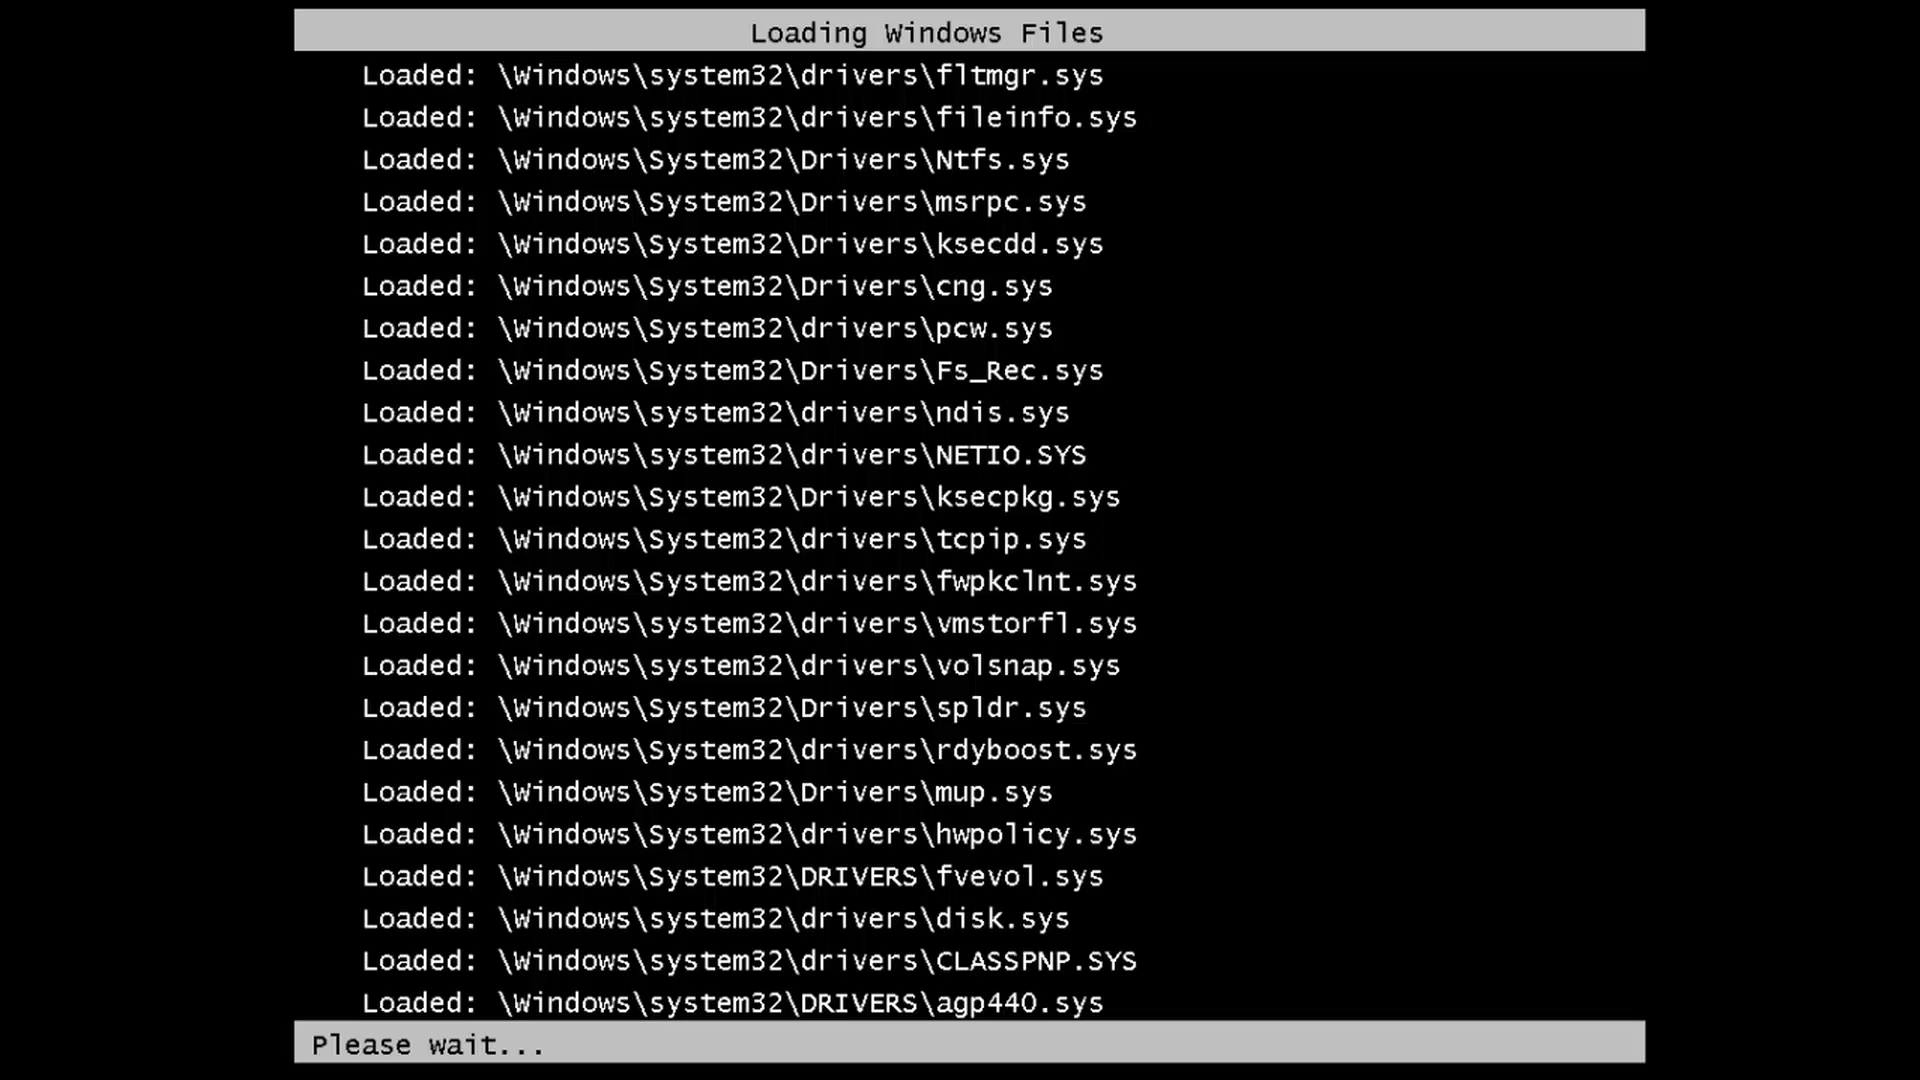 Loading Windows Files
Loaded: \Windows\system32\drivers\fltmgr.sys
Loaded: \Windows\system32\drivers\fileinfo.sys
Loaded: \Windows\System32\Drivers\Ntfs.sys
Loaded: \Windows\System32\Drivers\msrpc.sys
Loaded: \Windows\System32\Drivers\ksecdd.sys
Loaded: \Windows\System32\Drivers\cng.sys
Loaded: \Windows\System32\drivers\pcw.sys
Loaded: \Windows\System32\Drivers\Fs_Rec.sys
Loaded: \Windows\system32\drivers\ndis.sys
Loaded: \Windows\system32\drivers\NETIO.SYS
Loaded: \Windows\System32\Drivers\ksecpkg.sys
Loaded: \Windows\System32\drivers\tcpip.sys
Loaded: \Windows\System32\drivers\fwpkclnt.sys
Loaded: \Windows\system32\drivers\vmstorfl.sys
Loaded: \Windows\system32\drivers\volsnap.sys
Loaded: \Windows\System32\Drivers\spldr.sys
Loaded: \Windows\System32\drivers\rdyboost.sys
Loaded: \Windows\System32\Drivers\mup.sys
Loaded: \Windows\System32\drivers\hwpolicy.sys
Loaded: \Windows\System32\DRIVERS\fvevol.sys
Loaded: \Windows\system32\drivers\disk.sys
Loaded: \Windows\system32\drivers\CLASSPNP.SYS
Loaded: \Windows\system32\DRIVERS\agp440.sys
Please wait...